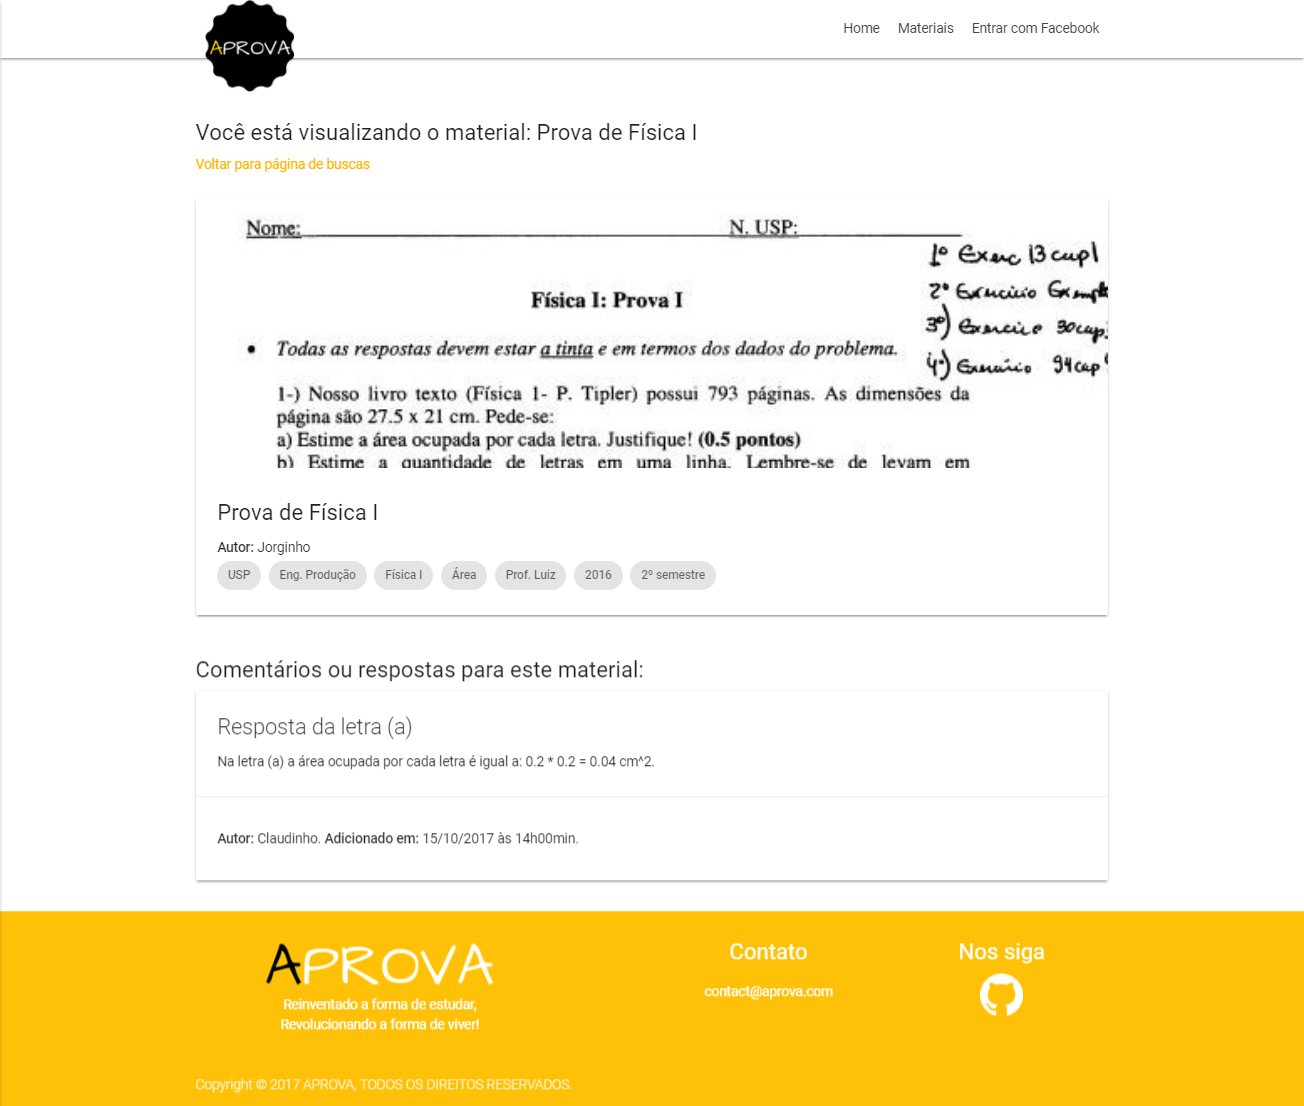 APROVA
Home Materiais Entrar com Facebook
Você está visualizando o material: Prova de Física I
Voltar para página de buscas
Nome: N. USP:
1º Exerc 13 cap1
2º Exercicio Exempl
3º) Exercício 30 cap
4º) Exercício 94 cap
Física I: Prova I
• Todas as respostas devem estar a tinta e em termos dos dados do problema.
1-) Nosso livro texto (Física 1- P. Tipler) possui 793 páginas. As dimensões da
página são 27.5 x 21 cm. Pede-se:
a) Estime a área ocupada por cada letra. Justifique! (0.5 pontos)
b) Estime a quantidade de letras em uma linha. Lembre-se de levam em
Prova de Física I
Autor: Jorginho
USP Eng. Produção Física I Área Prof. Luiz 2016 2º semestre
Comentários ou respostas para este material:
Resposta da letra (a)
Na letra (a) a área ocupada por cada letra é igual a: 0.2 * 0.2 = 0.04 cm^2.
Autor: Claudinho. Adicionado em: 15/10/2017 às 14h00min.
APROVA
Reinventado a forma de estudar,
Revolucionando a forma de viver!
Contato
contact@aprova.com
Nos siga
Copyright © 2017 APROVA, TODOS OS DIREITOS RESERVADOS.